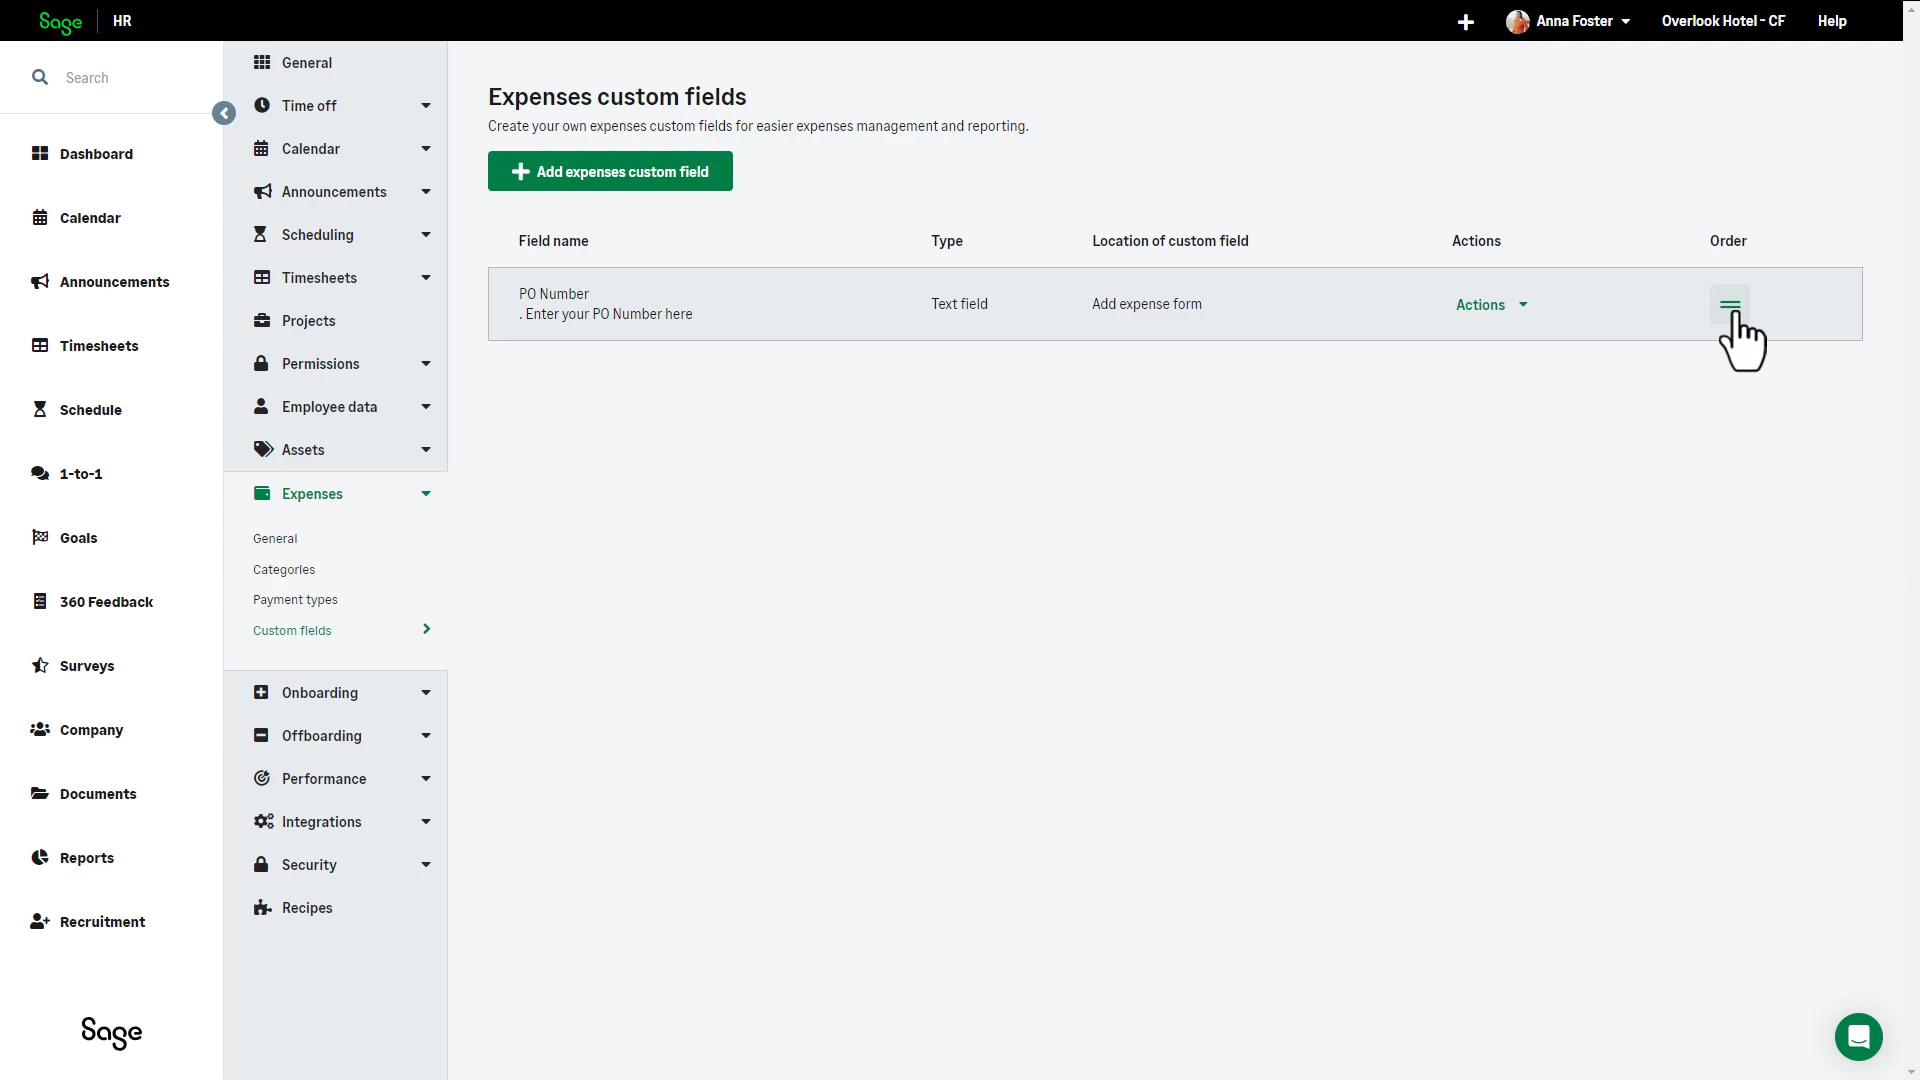 Sage HR
Anna Foster
Overlook Hotel - CF
Help
Search
Dashboard
Calendar
Announcements
Timesheets
Schedule
1-to-1
Goals
360 Feedback
Surveys
Company
Documents
Reports
Recruitment
Sage
General
Time off
Calendar
Announcements
Scheduling
Timesheets
Projects
Permissions
Employee data
Assets
Expenses
General
Categories
Payment types
Custom fields
Onboarding
Offboarding
Performance
Integrations
Security
Recipes
Expenses custom fields
Create your own expenses custom fields for easier expenses management and reporting.
Add expenses custom field
Field name Type Location of custom field Actions Order
PO Number
. Enter your PO Number here
Text field
Add expense form
Actions